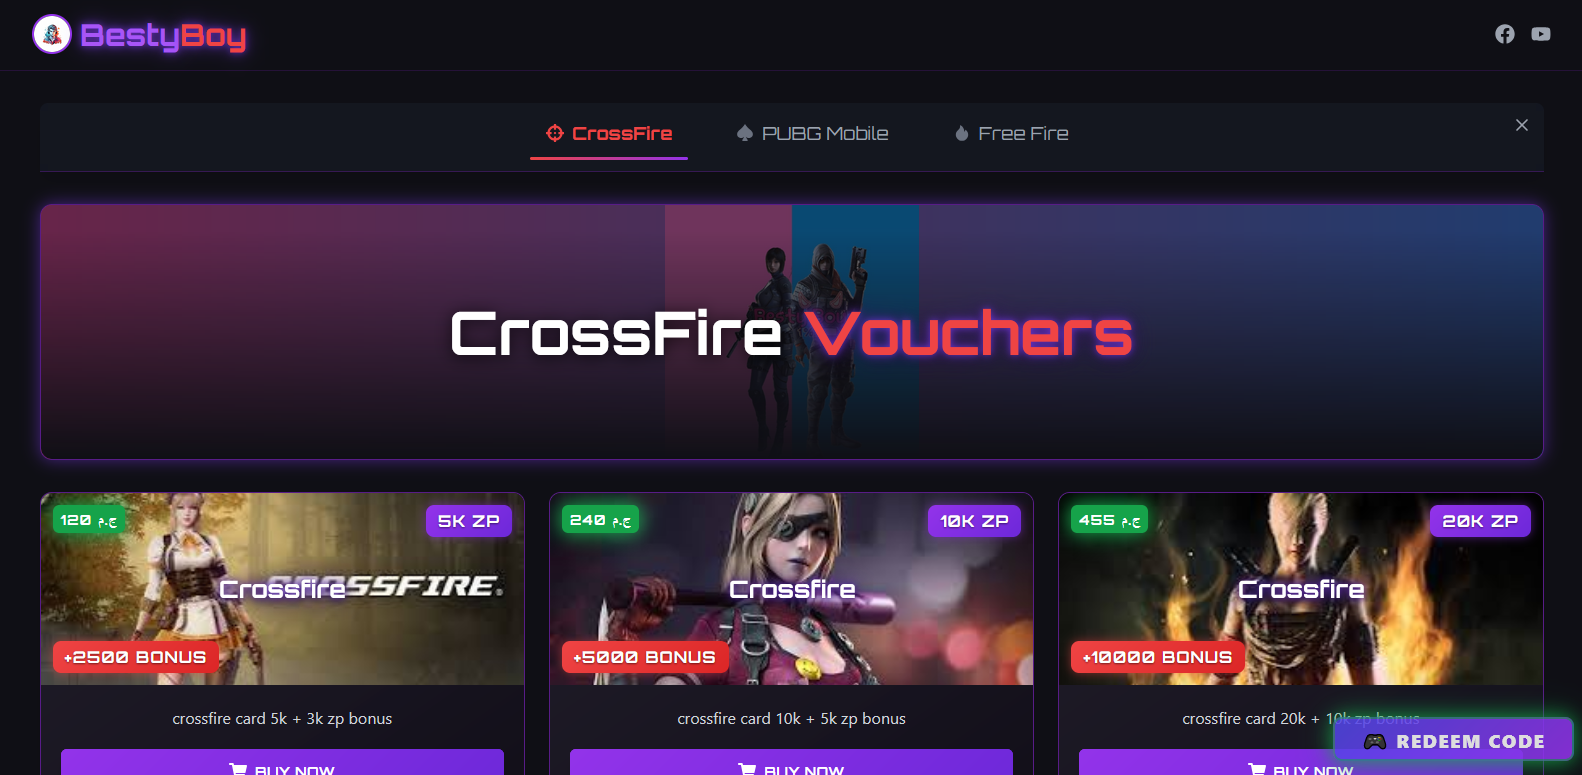 BestyBoy
CrossFire
PUBG Mobile
Free Fire
CrossFire Vouchers
120 ج.م
5K ZP
CROSSFIRE.
Crossfire
+2500 BONUS
crossfire card 5k + 3k zp bonus
BUY NOW
240 ج.م
10K ZP
Crossfire
+5000 BONUS
crossfire card 10k + 5k zp bonus
BUY NOW
455 ج.م
20K ZP
Crossfire
+10000 BONUS
crossfire card 20k + 10k zp bonus
BUY NOW
REDEEM CODE